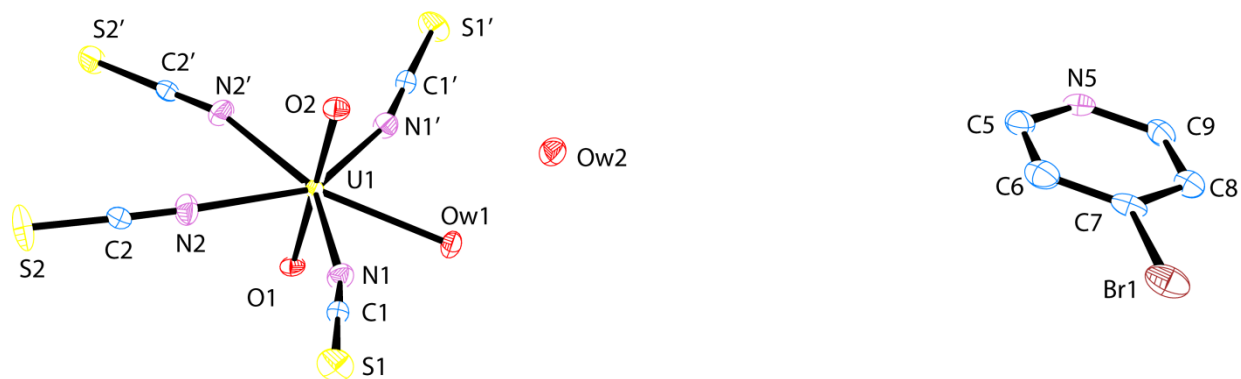 S2’
C2’
N2’
S1’
C1’
O2
N1’
Ow2
U1
Ow1
S2
C2
N2
O1
N1
C1
S1
N5
C5
C9
C6
C8
C7
Br1